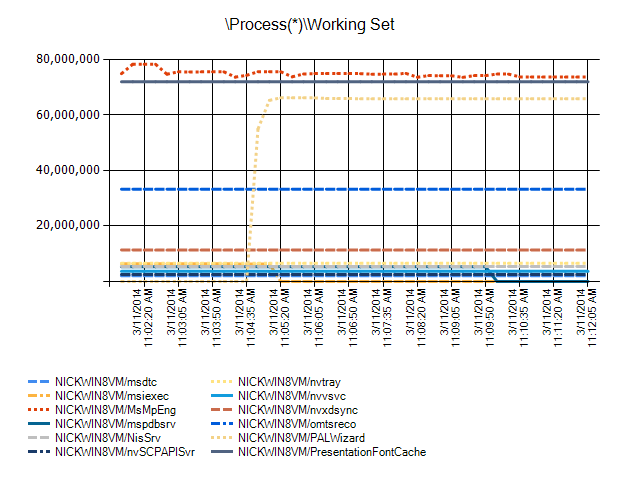 \Process(*)\Working Set
80,000,000
60,000,000
40,000,000
20,000,000
3/11/2014 11:02:20 AM
3/11/2014 11:03:05 AM
3/11/2014 11:03:50 AM
3/11/2014 11:04:35 AM
3/11/2014 11:05:20 AM
3/11/2014 11:06:05 AM
3/11/2014 11:06:50 AM
3/11/2014 11:07:35 AM
3/11/2014 11:08:20 AM
3/11/2014 11:09:05 AM
3/11/2014 11:09:50 AM
3/11/2014 11:10:35 AM
3/11/2014 11:11:20 AM
3/11/2014 11:12:05 AM
NICKWIN8VM/msdtc
NICKWIN8VM/msiexec
NICKWIN8VM/MsMpEng
NICKWIN8VM/mspdbsrv
NICKWIN8VM/NisSrv
NICKWIN8VM/nvSCPAPISvr
NICKWIN8VM/nvtray
NICKWIN8VM/nvvsvc
NICKWIN8VM/nvxdsync
NICKWIN8VM/omtsreco
NICKWIN8VM/PALWizard
NICKWIN8VM/PresentationFontCache